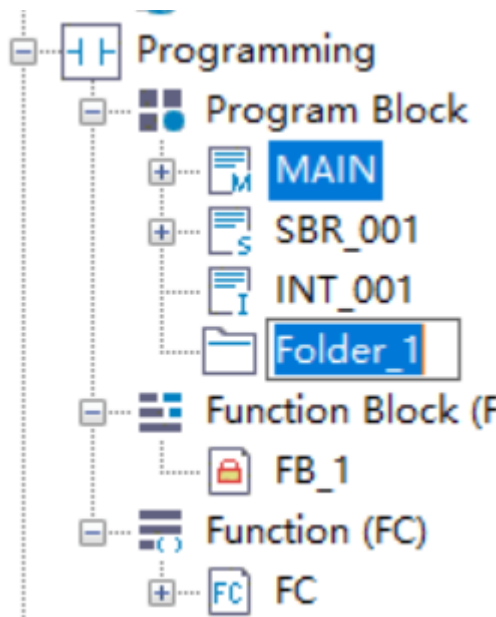 Programming
Program Block
MAIN
SBR_001
INT_001
Folder_1
Function Block (F
FB_1
Function (FC)
FC